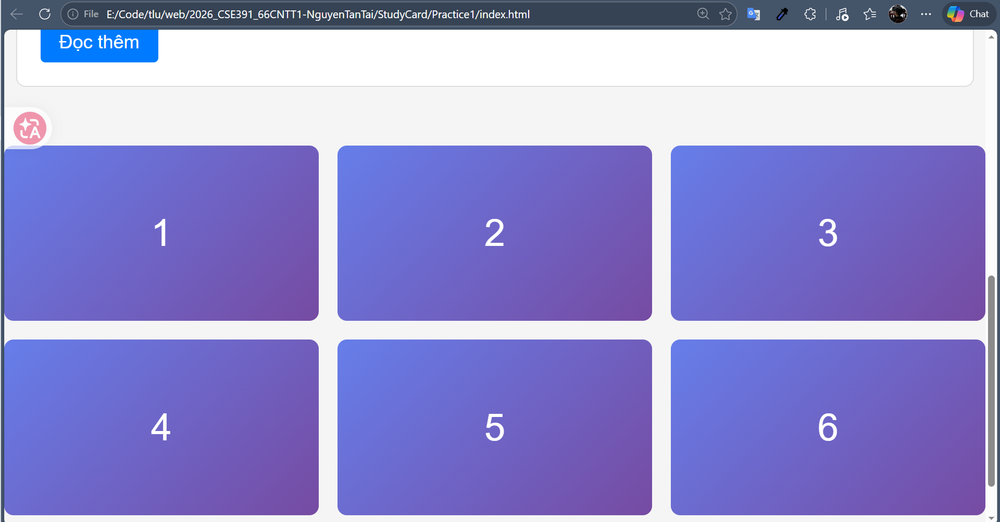 File E:/Code/tlu/web/2026_CSE391_66CNTT1-NguyenTanTai/StudyCard/Practice1/index.html Chat
Đọc thêm
1 2 3
4 5 6